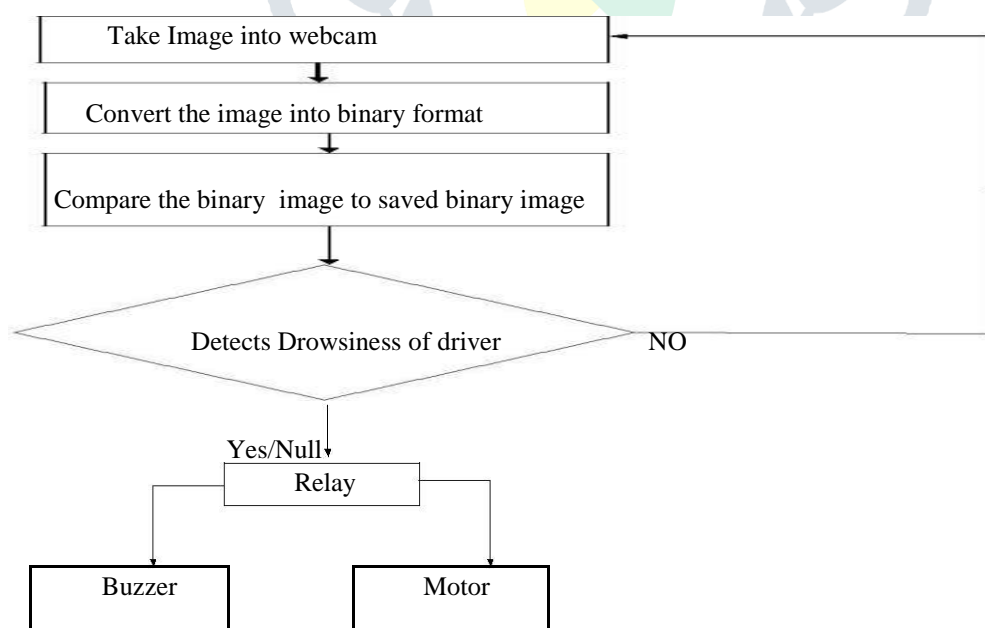 Take Image into webcam
Convert the image into binary format
Compare the binary image to saved binary image
Detects Drowsiness of driver
NO
Yes/Null
Relay
Buzzer
Motor